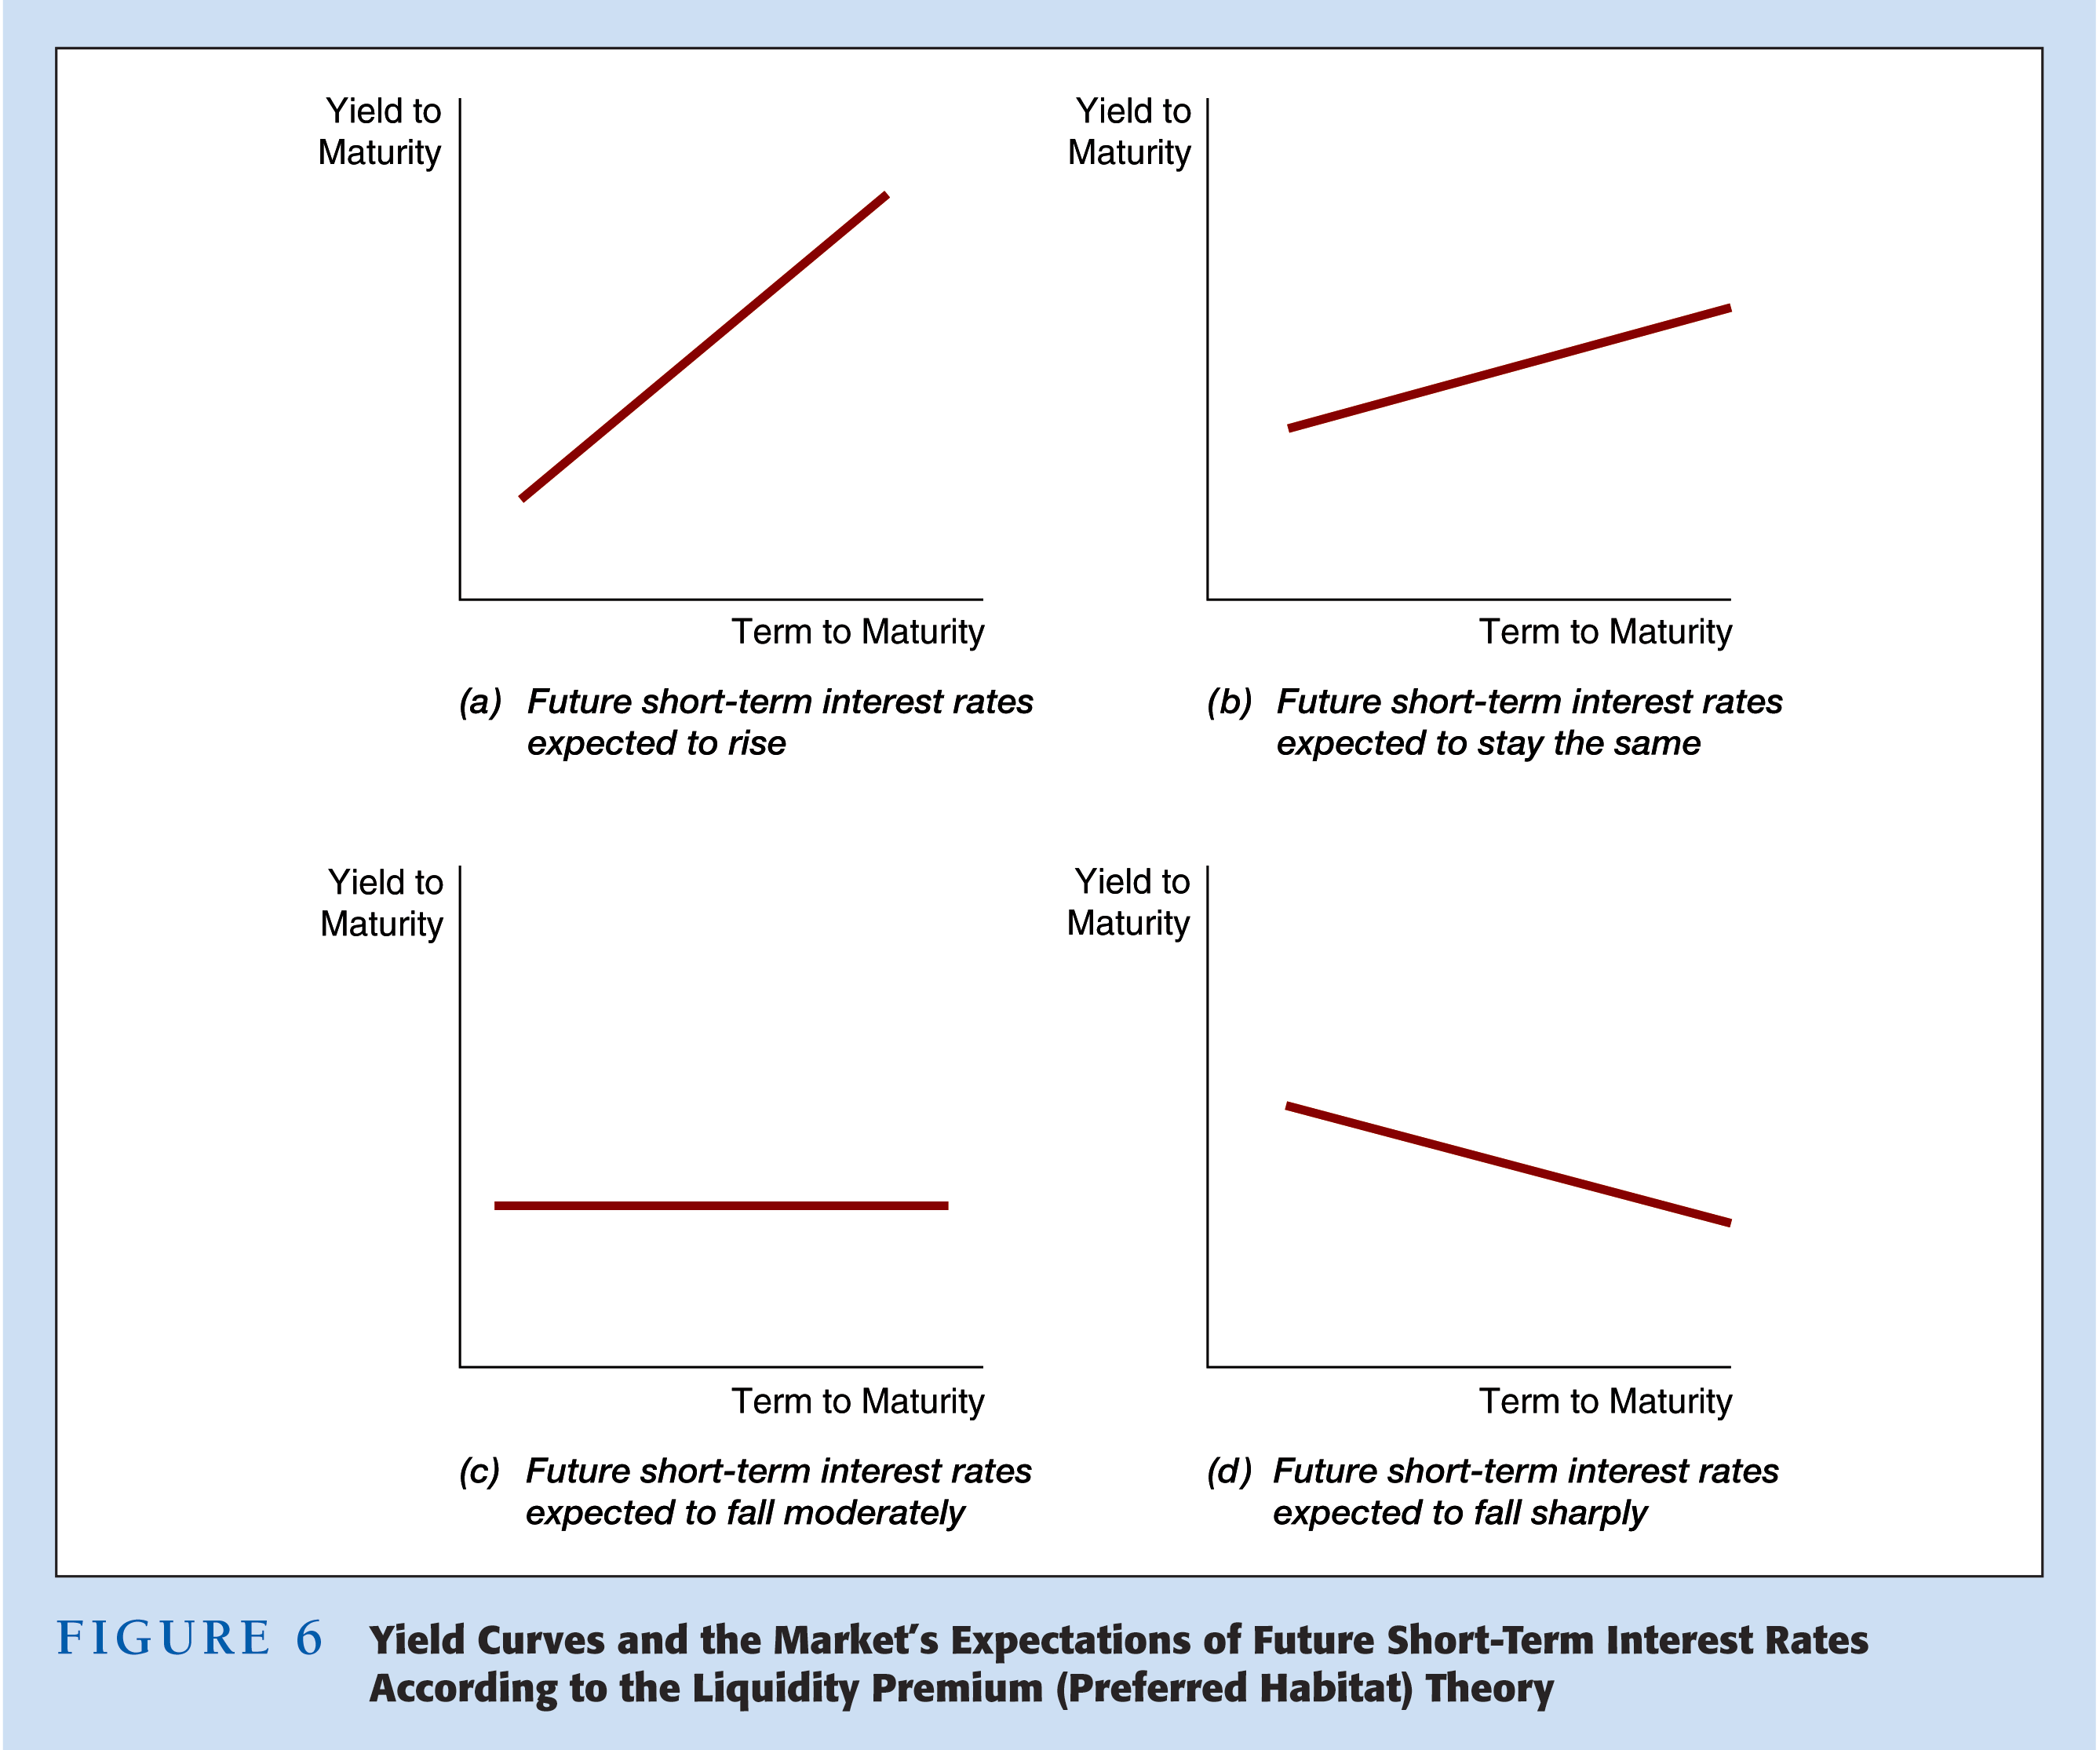 Yield to
Maturity
Term to Maturity
(a) Future short-term interest rates
expected to rise
Yield to
Maturity
Term to Maturity
(b) Future short-term interest rates
expected to stay the same
Yield to
Maturity
Term to Maturity
(c) Future short-term interest rates
expected to fall moderately
Yield to
Maturity
Term to Maturity
(d) Future short-term interest rates
expected to fall sharply
FIGURE 6 Yield Curves and the Market’s Expectations of Future Short-Term Interest Rates
According to the Liquidity Premium (Preferred Habitat) Theory